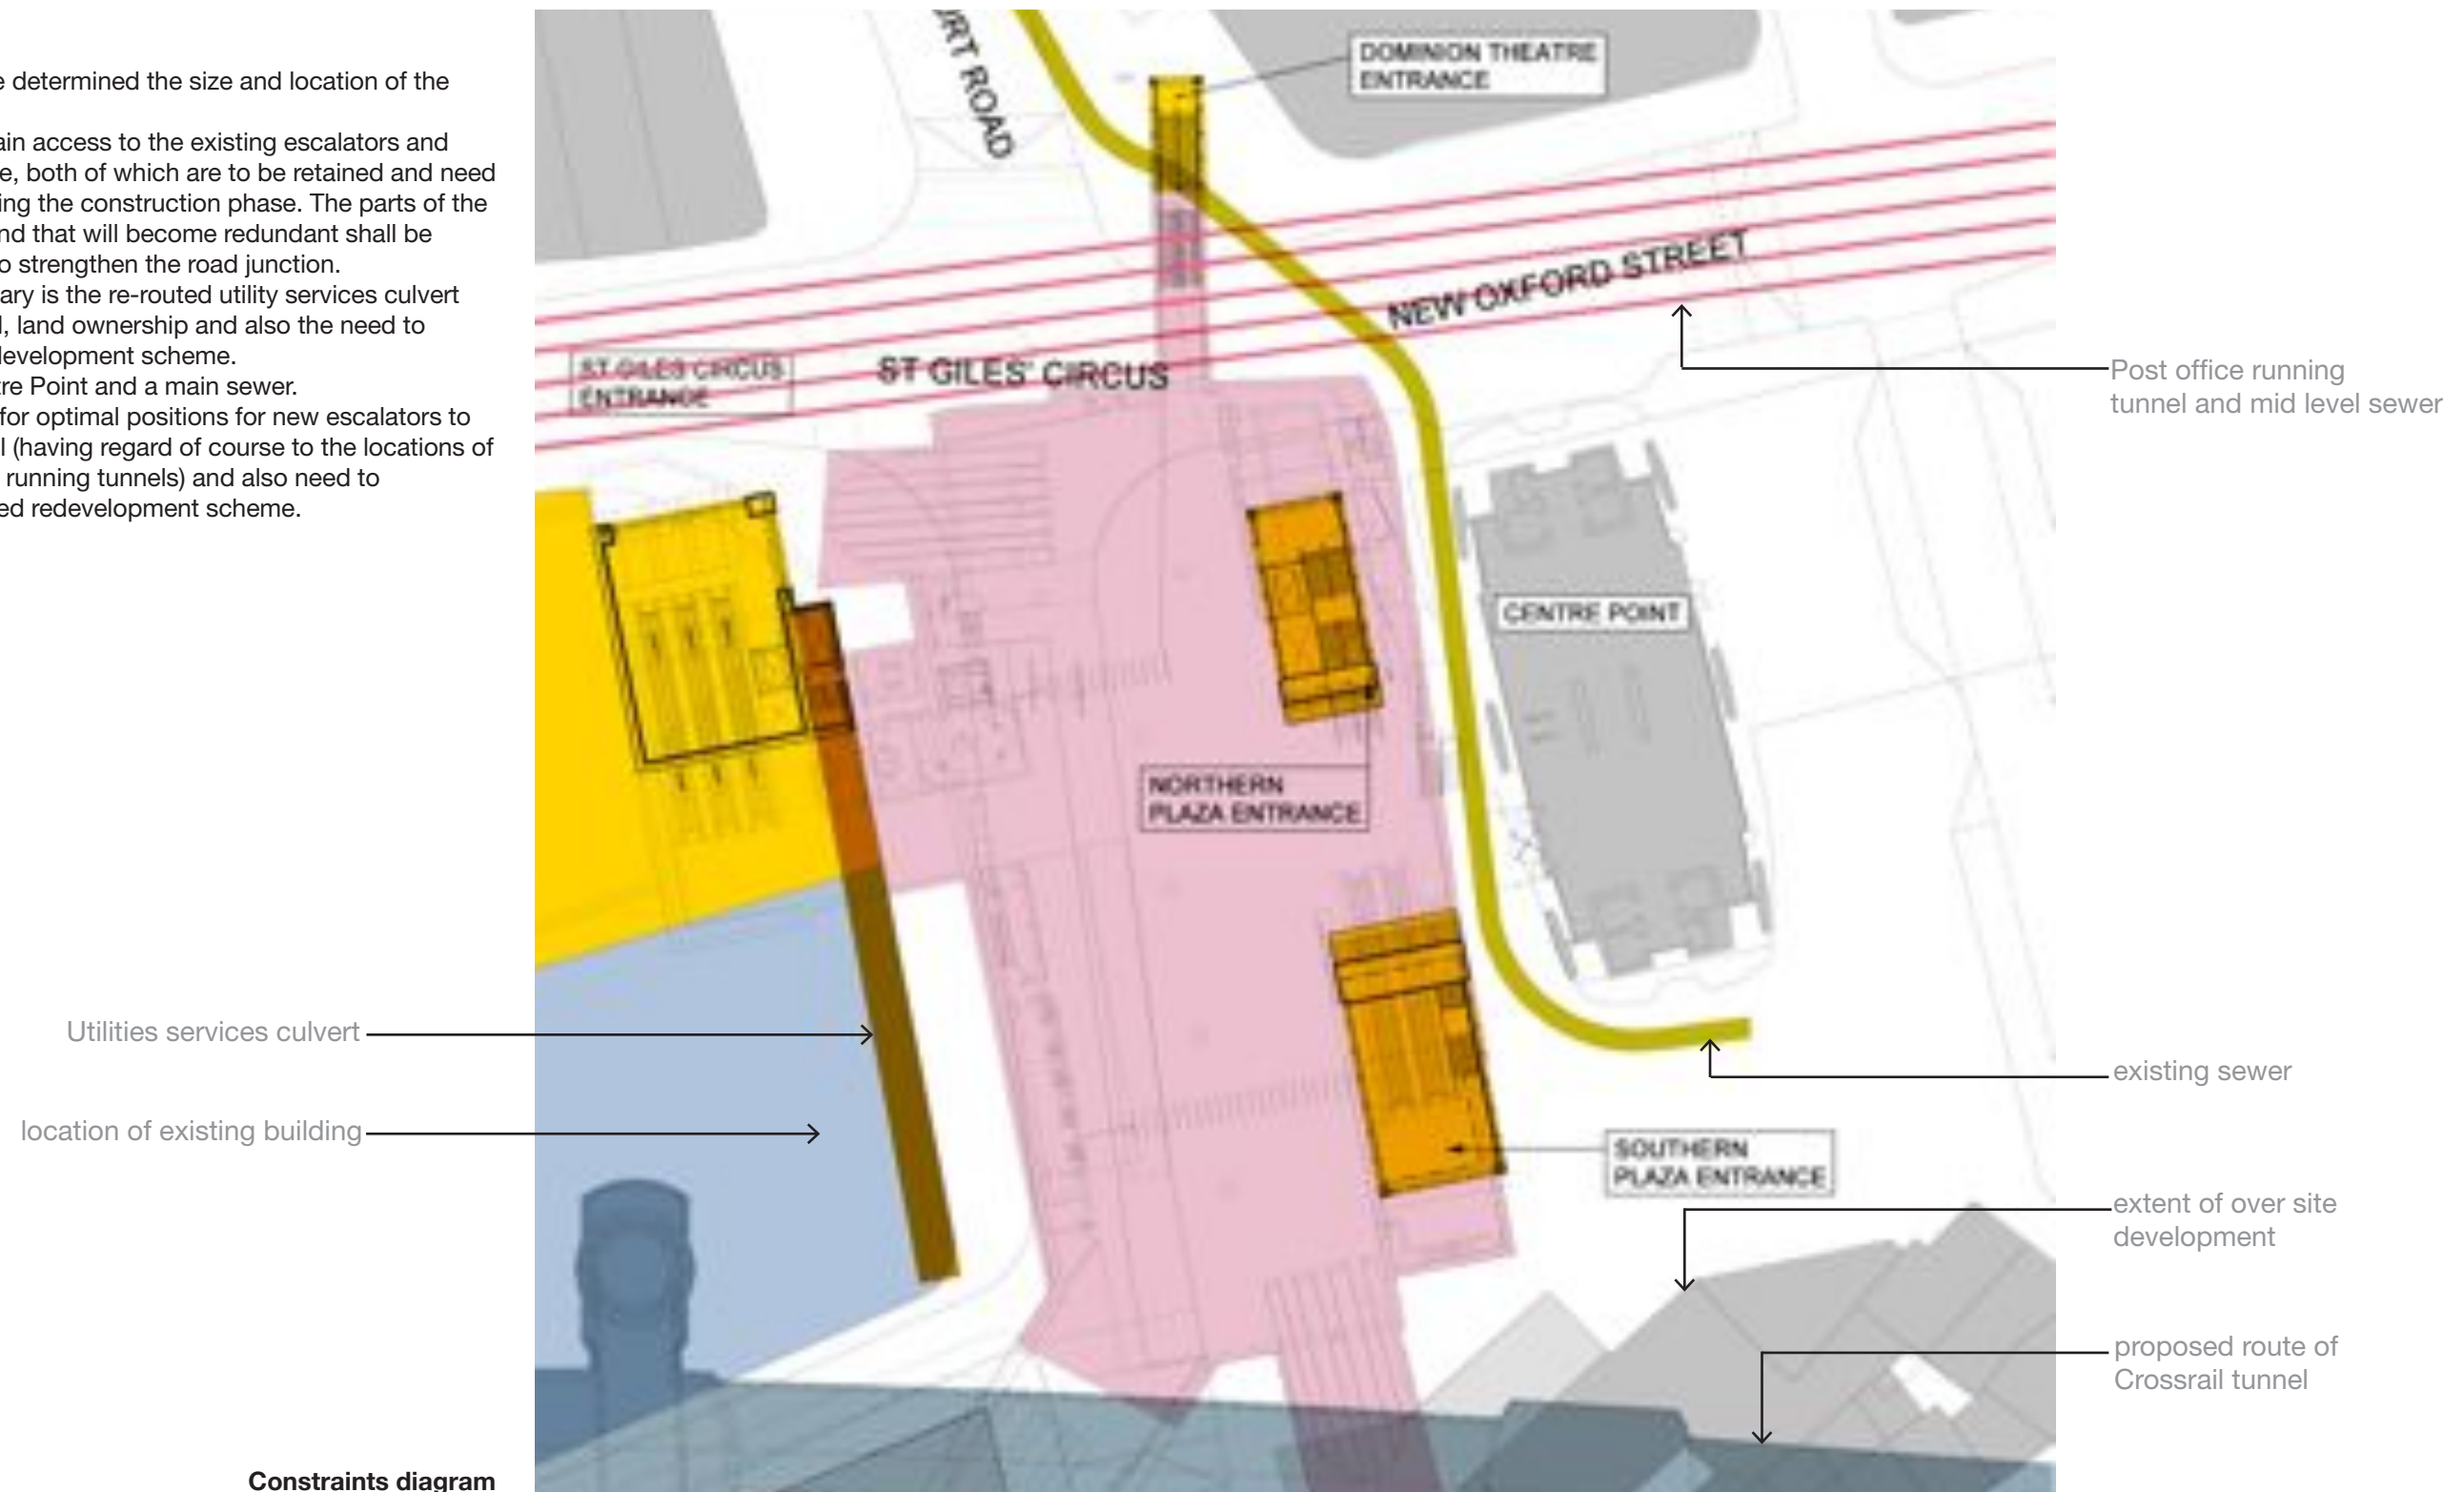 e determined the size and location of the
ain access to the existing escalators and
e, both of which are to be retained and need
ing the construction phase. The parts of the
nd that will become redundant shall be
o strengthen the road junction.
ary is the re-routed utility services culvert
l, land ownership and also the need to
levelopment scheme.
tre Point and a main sewer.
for optimal positions for new escalators to
l (having regard of course to the locations of
running tunnels) and also need to
ed redevelopment scheme.
URT ROAD
DOMINION THEATRE
ENTRANCE
NEW OXFORD STREET
ST GILES CIRCUS
ENTRANCE
ST GILES' CIRCUS
Post office running
tunnel and mid level sewer
CENTRE POINT
NORTHERN
PLAZA ENTRANCE
Utilities services culvert
existing sewer
location of existing building
SOUTHERN
PLAZA ENTRANCE
extent of over site
development
proposed route of
Crossrail tunnel
Constraints diagram